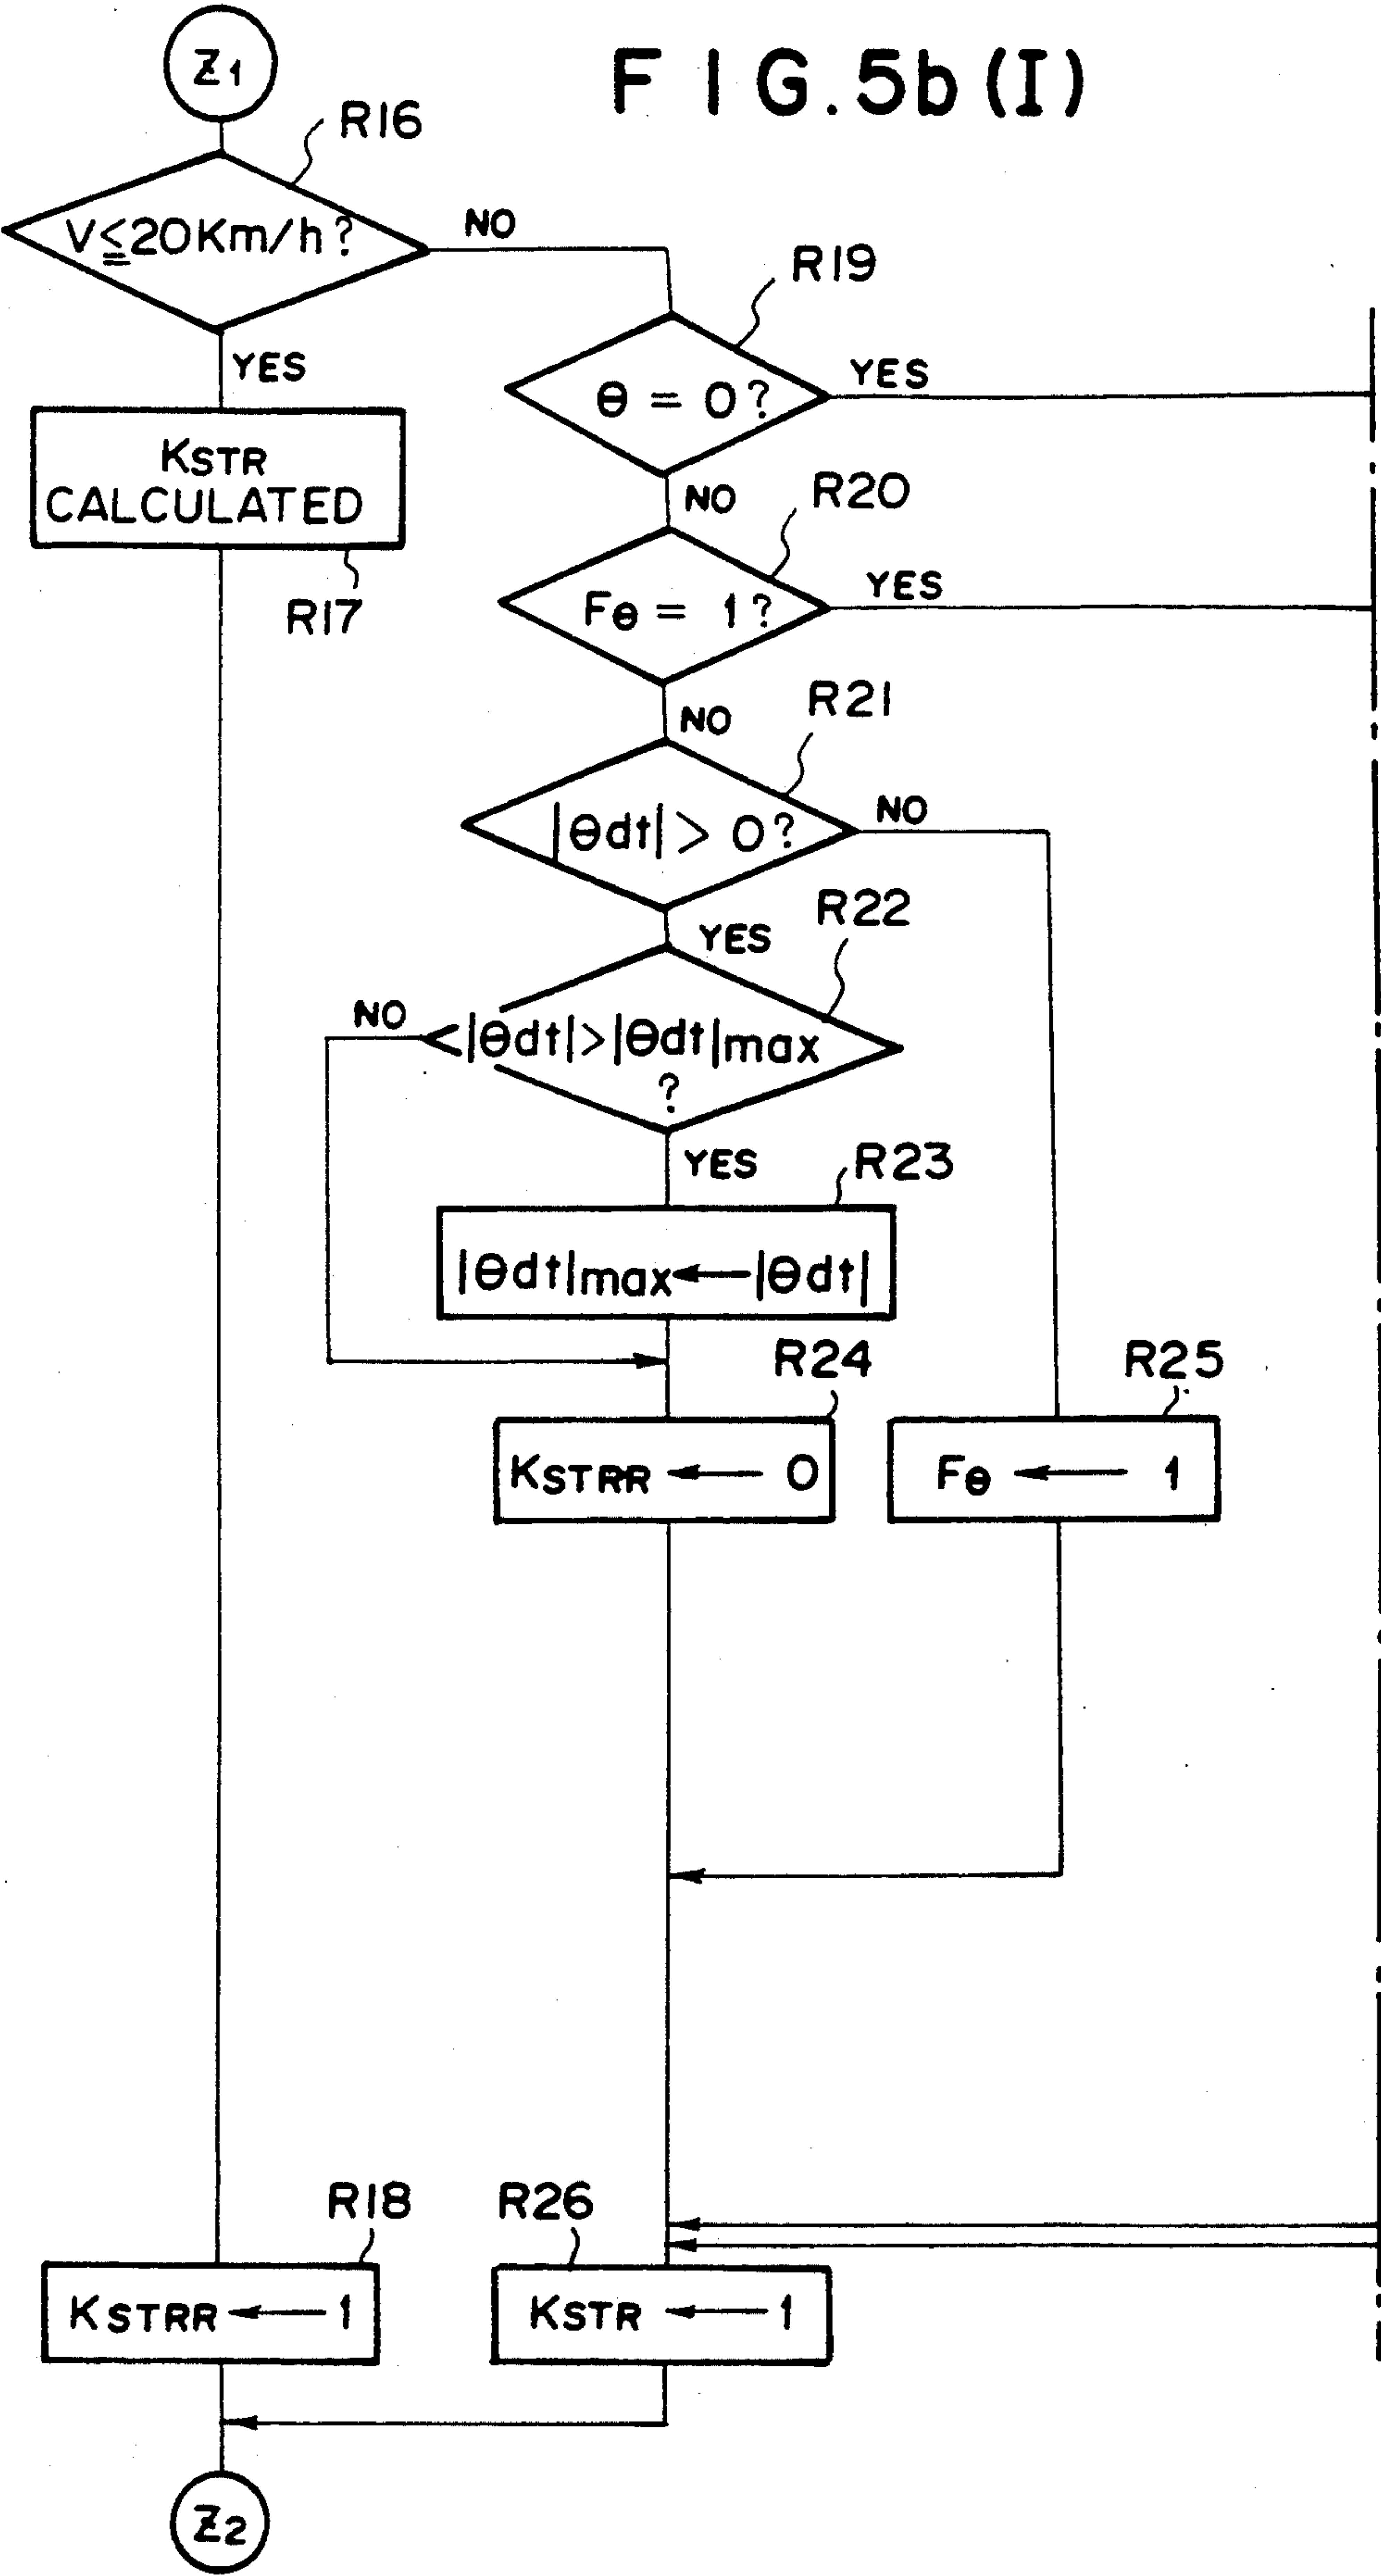 Z1
FIG.5b(I)
R16
V≦20Km/h?
NO
R19
YES
θ = 0?
YES
KSTR
CALCULATED
R17
NO
R20
Fθ = 1?
YES
NO
R21
|θdt| > 0?
NO
YES
R22
NO
|θdt|>|θdt|max
?
YES
R23
|θdt|max←|θdt|
R24
R25
KSTRR ← 0
Fθ ← 1
R18
R26
KSTRR ← 1
KSTR ← 1
Z2